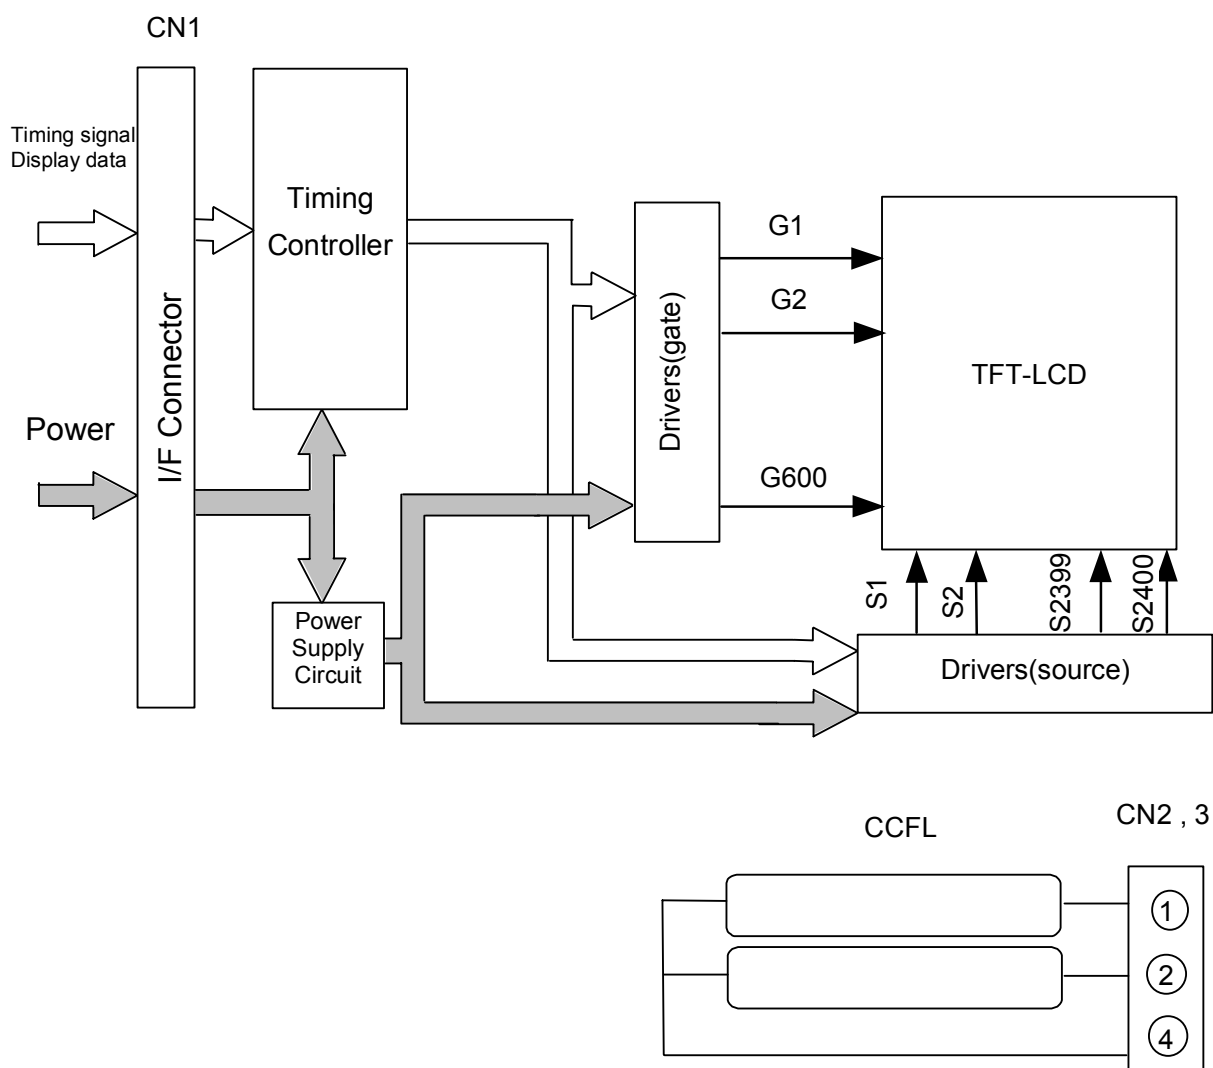 CN1
Timing signal
Display data
Timing
Controller
I/F Connector
Power
Drivers(gate)
G1
G2
G600
TFT-LCD
S1
S2
S2399
S2400
Power
Supply
Circuit
Drivers(source)
CCFL
CN2 , 3
1
2
4